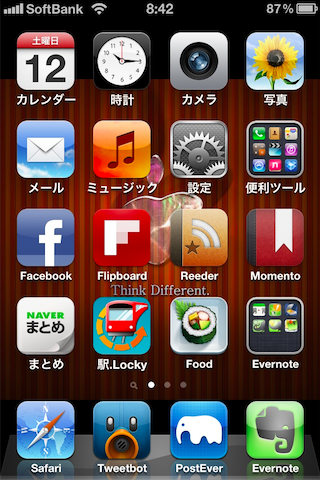 SoftBank 8:42 87%
土曜日
12
カレンダー 時計 カメラ 写真
メール ミュージック 設定 便利ツール
Facebook Flipboard Reeder Momento
Think Different.
NAVER
まとめ
まとめ 駅.Locky Food Evernote
Safari Tweetbot PostEver Evernote